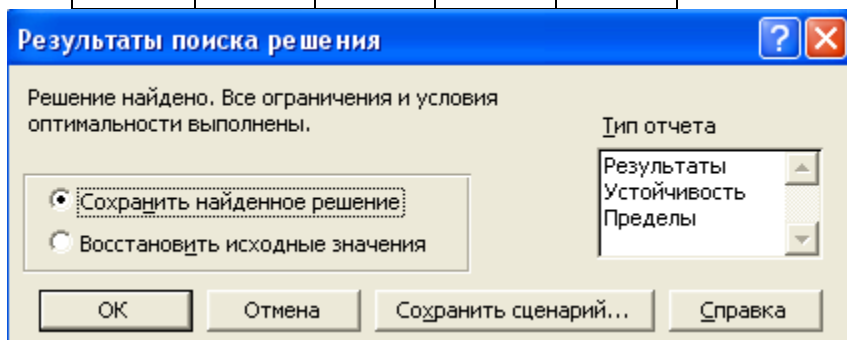 Результаты поиска решения
Решение найдено. Все ограничения и условия
оптимальности выполнены.
Тип отчета
Результаты
Устойчивость
Пределы
Сохранить найденное решение
Восстановить исходные значения
ОК
Отмена
Сохранить сценарий...
Справка